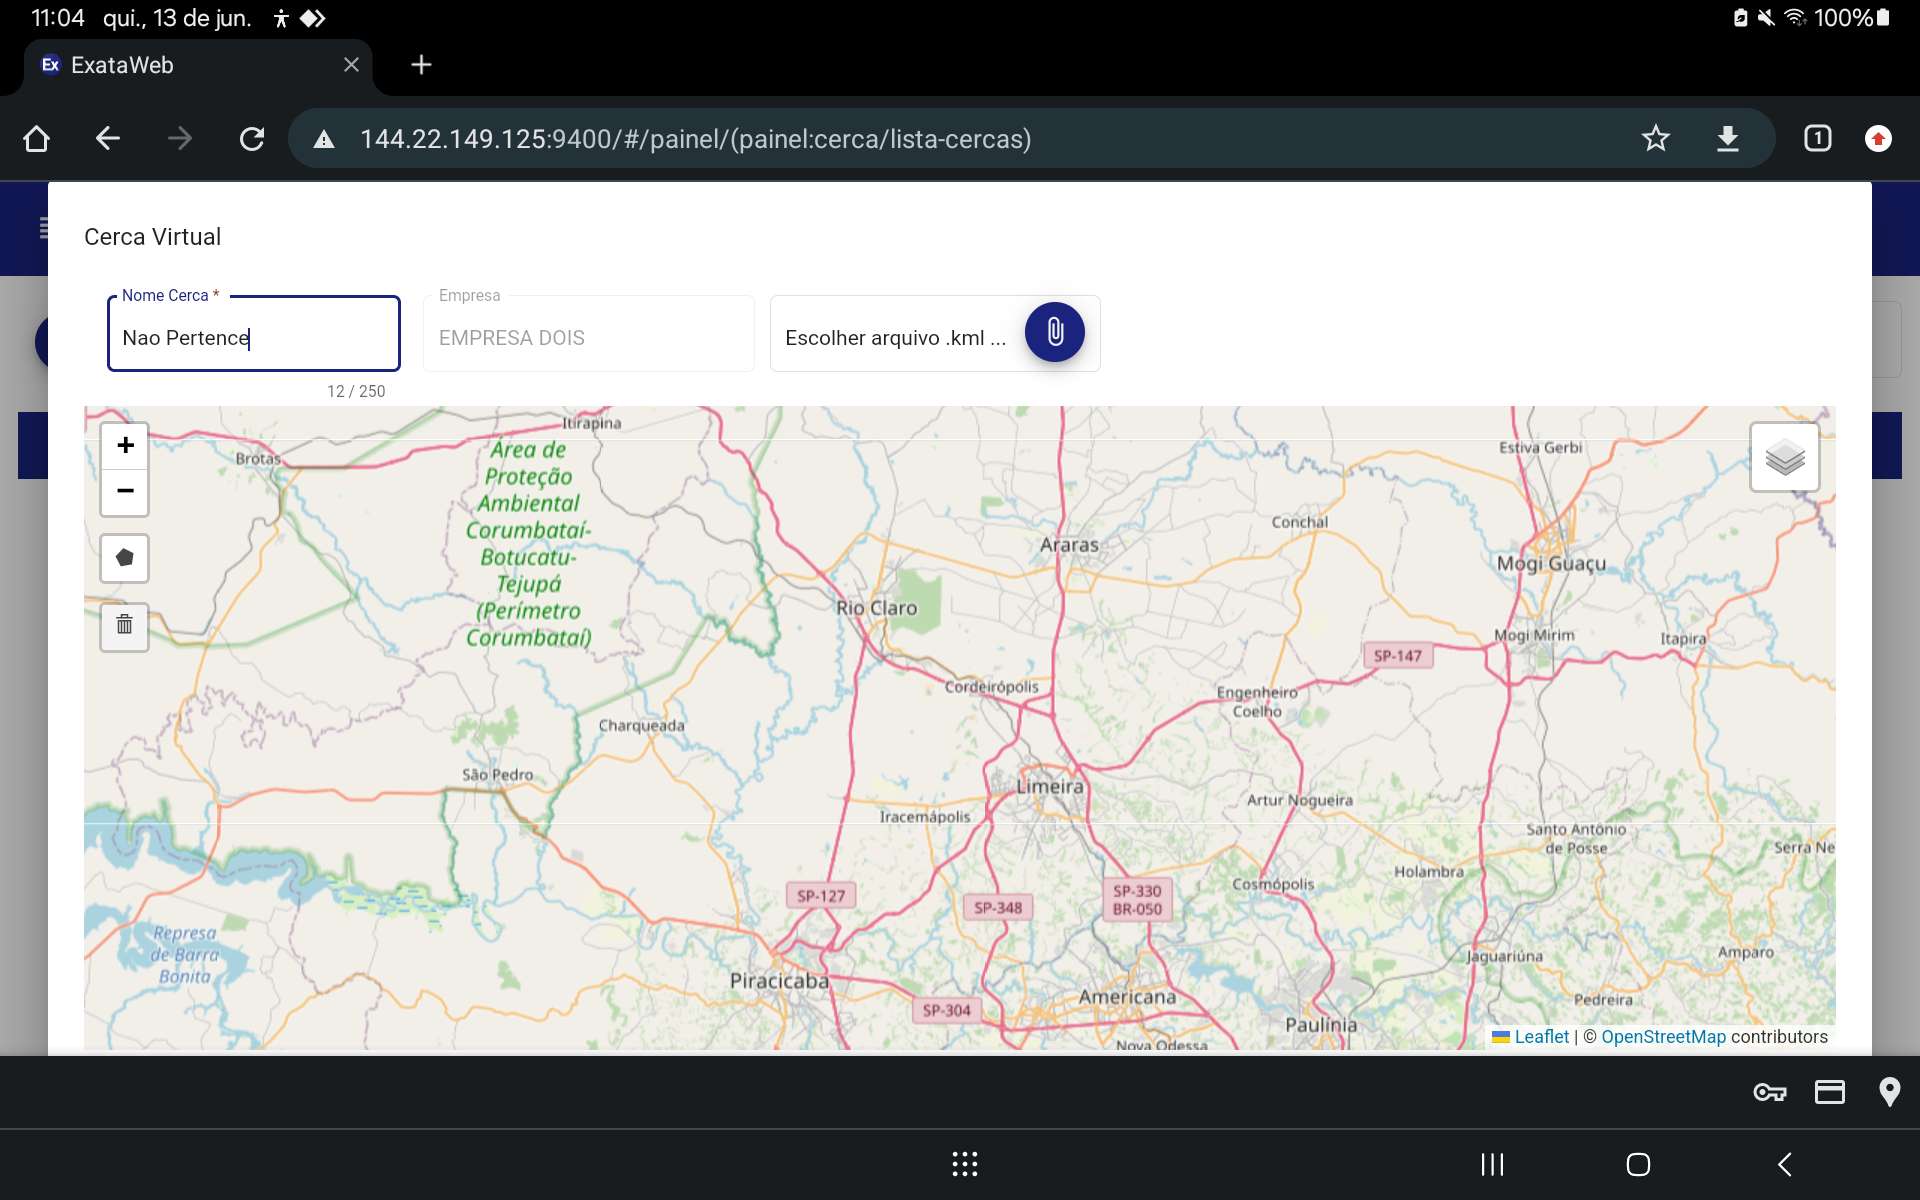 11:04 qui., 13 de jun. 100%
Ex ExataWeb
144.22.149.125:9400/#/painel/(painel:cerca/lista-cercas) 1
Cerca Virtual
Nome Cerca * Empresa
Nao Pertence EMPRESA DOIS Escolher arquivo .kml ...
12 / 250
+
−
Itirapina
Brotas
Estiva Gerbi
Área de
Proteção
Ambiental
Corumbataí-
Botucatu-
Tejupá
(Perímetro
Corumbataí)
Conchal
Araras
Mogi Guaçu
Rio Claro
Mogi Mirim
Itapira
SP-147
Cordeirópolis
Engenheiro
Coelho
Charqueada
São Pedro
Limeira
Artur Nogueira
Iracemápolis
Santo Antônio
de Posse
Serra Ne
Holambra
Cosmópolis
SP-127
SP-348
SP-330
BR-050
Represa
de Barra
Bonita
Jaguariúna
Amparo
Piracicaba
Americana
Pedreira
SP-304
Paulínia
Nova Odessa
Leaflet | © OpenStreetMap contributors